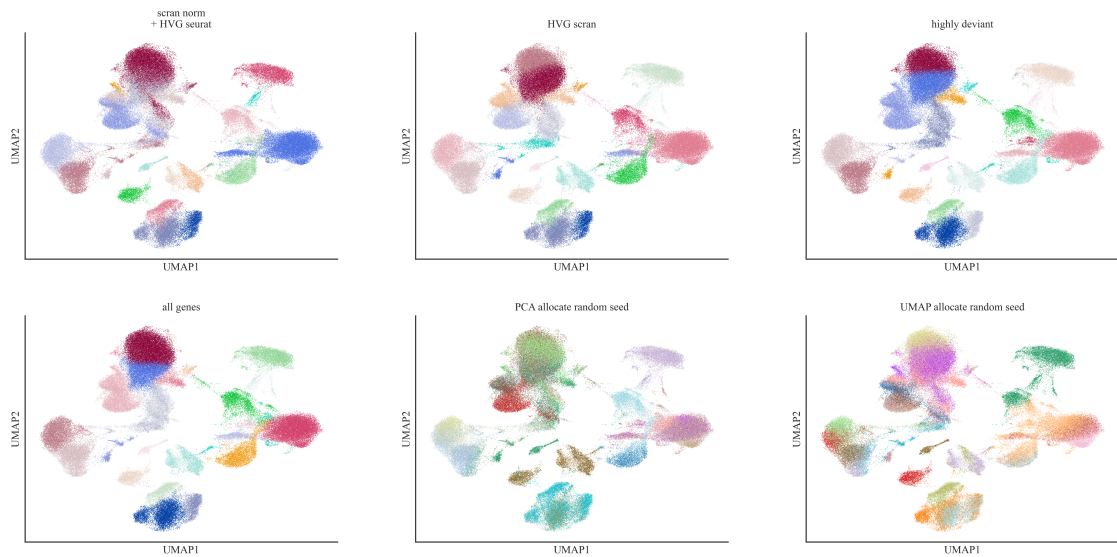 scran norm
+ HVG seurat
HVG scran
highly deviant
UMAP2
UMAP2
UMAP2
UMAP1
UMAP1
UMAP1
all genes
PCA allocate random seed
UMAP allocate random seed
UMAP2
UMAP2
UMAP2
UMAP1
UMAP1
UMAP1